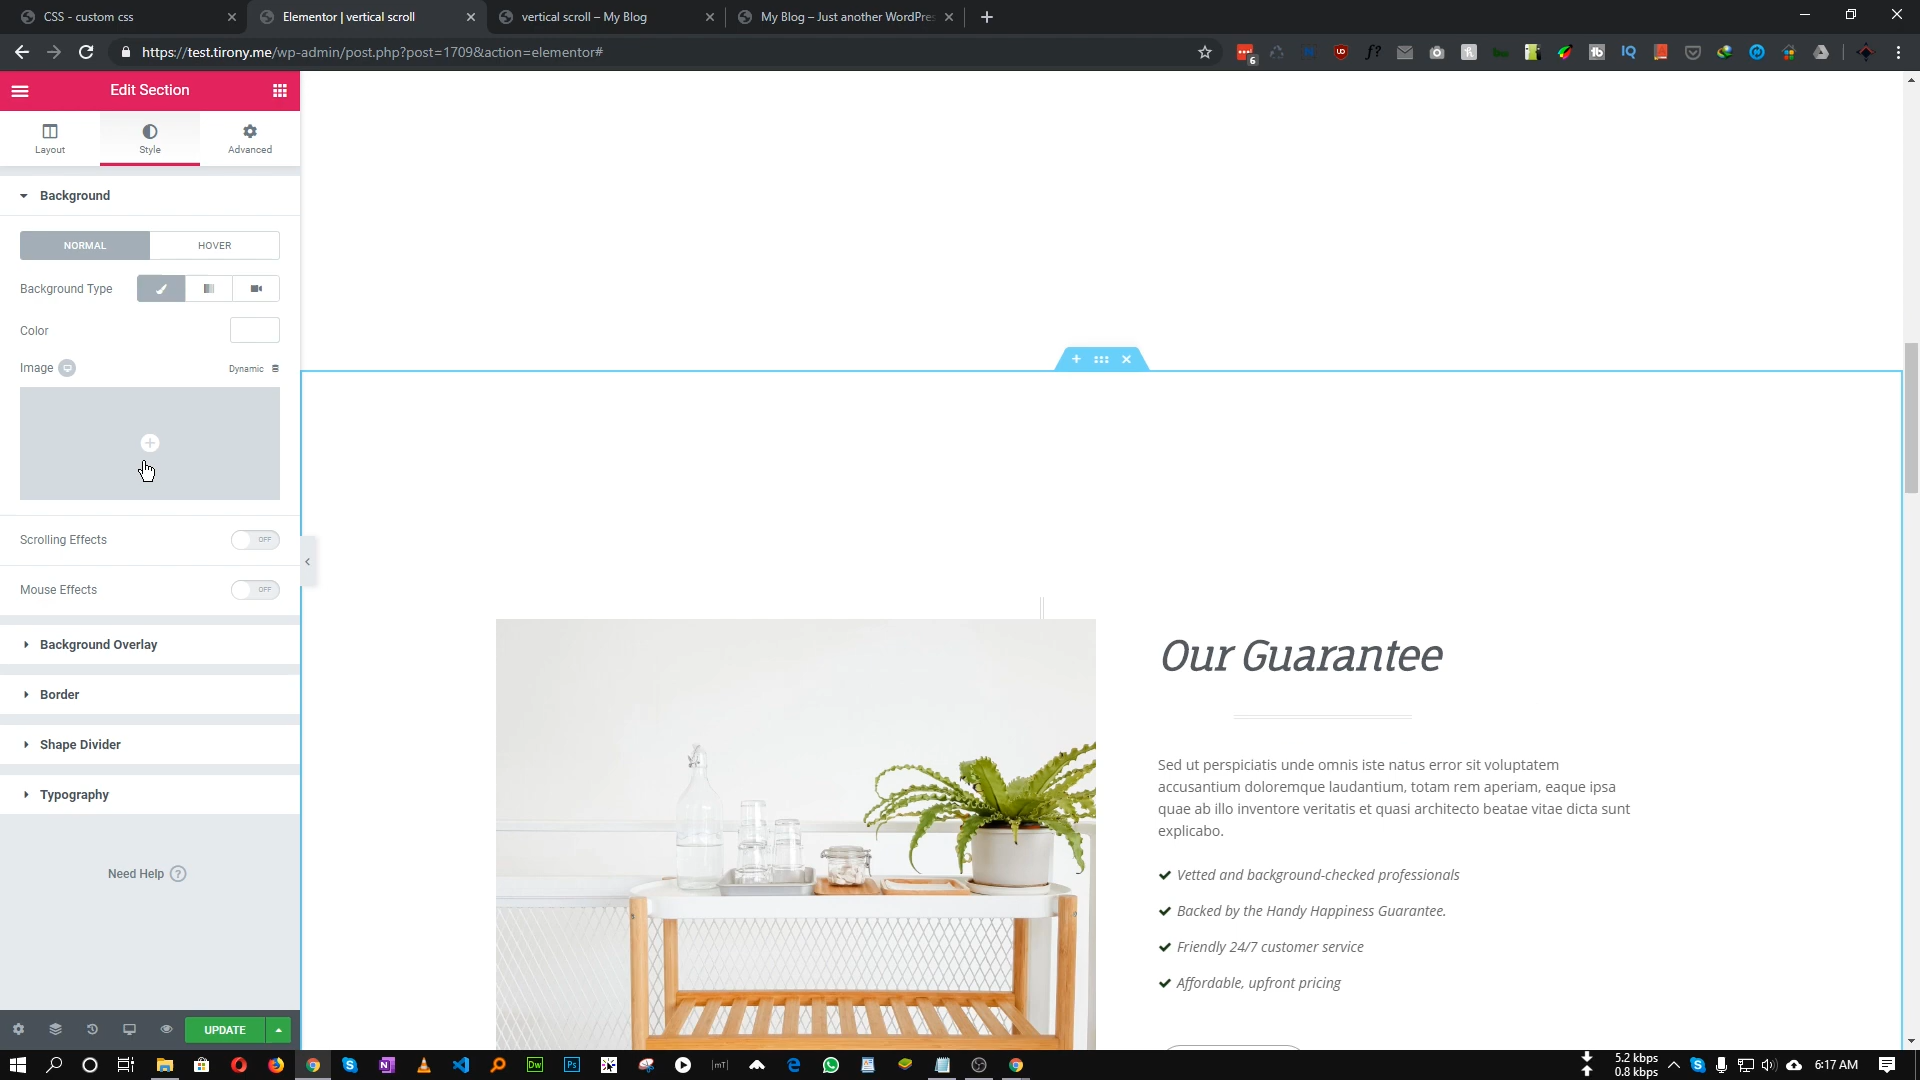 CSS - custom css
Elementor | vertical scroll
vertical scroll – My Blog
My Blog – Just another WordPres
https://test.tirony.me/wp-admin/post.php?post=1709&action=elementor#
6
Edit Section
Layout
Style
Advanced
Background
NORMAL
HOVER
Background Type
Color
Image
Dynamic
Scrolling Effects
OFF
Mouse Effects
OFF
Background Overlay
Border
Shape Divider
Typography
Need Help ?
UPDATE
Our Guarantee
Sed ut perspiciatis unde omnis iste natus error sit voluptatem
accusantium doloremque laudantium, totam rem aperiam, eaque ipsa
quae ab illo inventore veritatis et quasi architecto beatae vitae dicta sunt
explicabo.
Vetted and background-checked professionals
Backed by the Handy Happiness Guarantee.
Friendly 24/7 customer service
Affordable, upfront pricing
5.2 kbps
0.8 kbps
6:17 AM